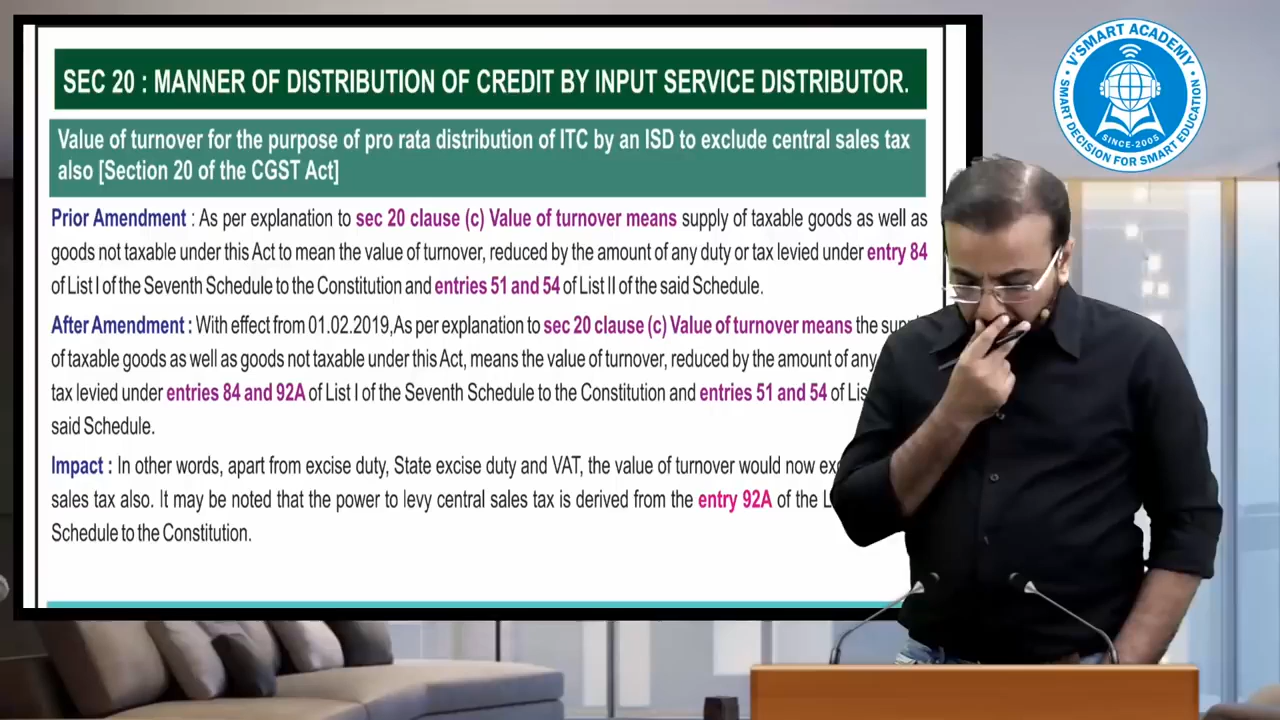 SEC 20 : MANNER OF DISTRIBUTION OF CREDIT BY INPUT SERVICE DISTRIBUTOR.
Value of turnover for the purpose of pro rata distribution of ITC by an ISD to exclude central sales tax
also [Section 20 of the CGST Act]
Prior Amendment : As per explanation to sec 20 clause (c) Value of turnover means supply of taxable goods as well as
goods not taxable under this Act to mean the value of turnover, reduced by the amount of any duty or tax levied under entry 84
of List I of the Seventh Schedule to the Constitution and entries 51 and 54 of List II of the said Schedule.
After Amendment : With effect from 01.02.2019,As per explanation to sec 20 clause (c) Value of turnover means the
of taxable goods as well as goods not taxable under this Act, means the value of turnover, reduced by the amount of any
tax levied under entries 84 and 92A of List I of the Seventh Schedule to the Constitution and entries 51 and 54 of
said Schedule.
Impact : In other words, apart from excise duty, State excise duty and VAT, the value of turnover would now
sales tax also. It may be noted that the power to levy central sales tax is derived from the entry 92A of the
Schedule to the Constitution.
V'SMART ACADEMY
SMART DECISION FOR SMART EDUCATION
SINCE-2005